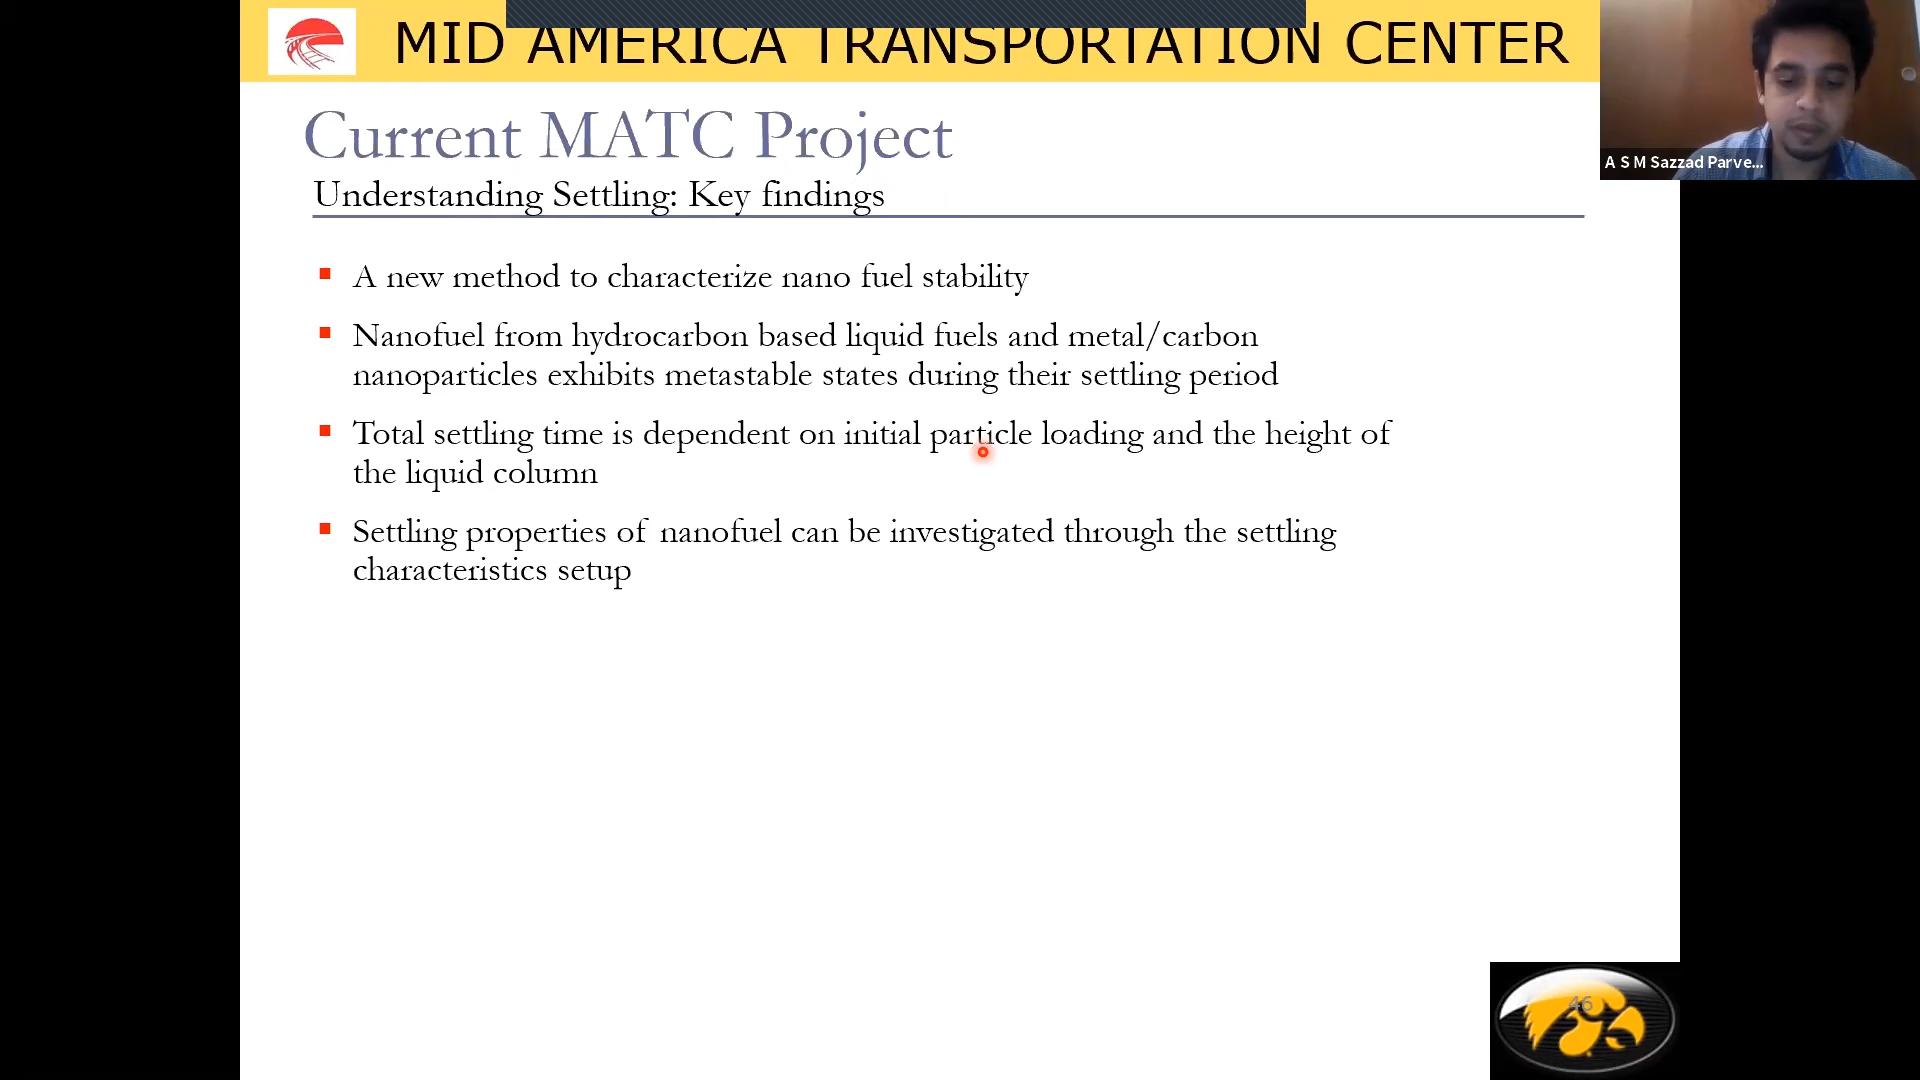 MID AMERICA TRANSPORTATION CENTER
A S M Sazzad Parve...
Current MATC Project
Understanding Settling: Key findings
A new method to characterize nano fuel stability
Nanofuel from hydrocarbon based liquid fuels and metal/carbon
nanoparticles exhibits metastable states during their settling period
Total settling time is dependent on initial particle loading and the height of
the liquid column
Settling properties of nanofuel can be investigated through the settling
characteristics setup
46